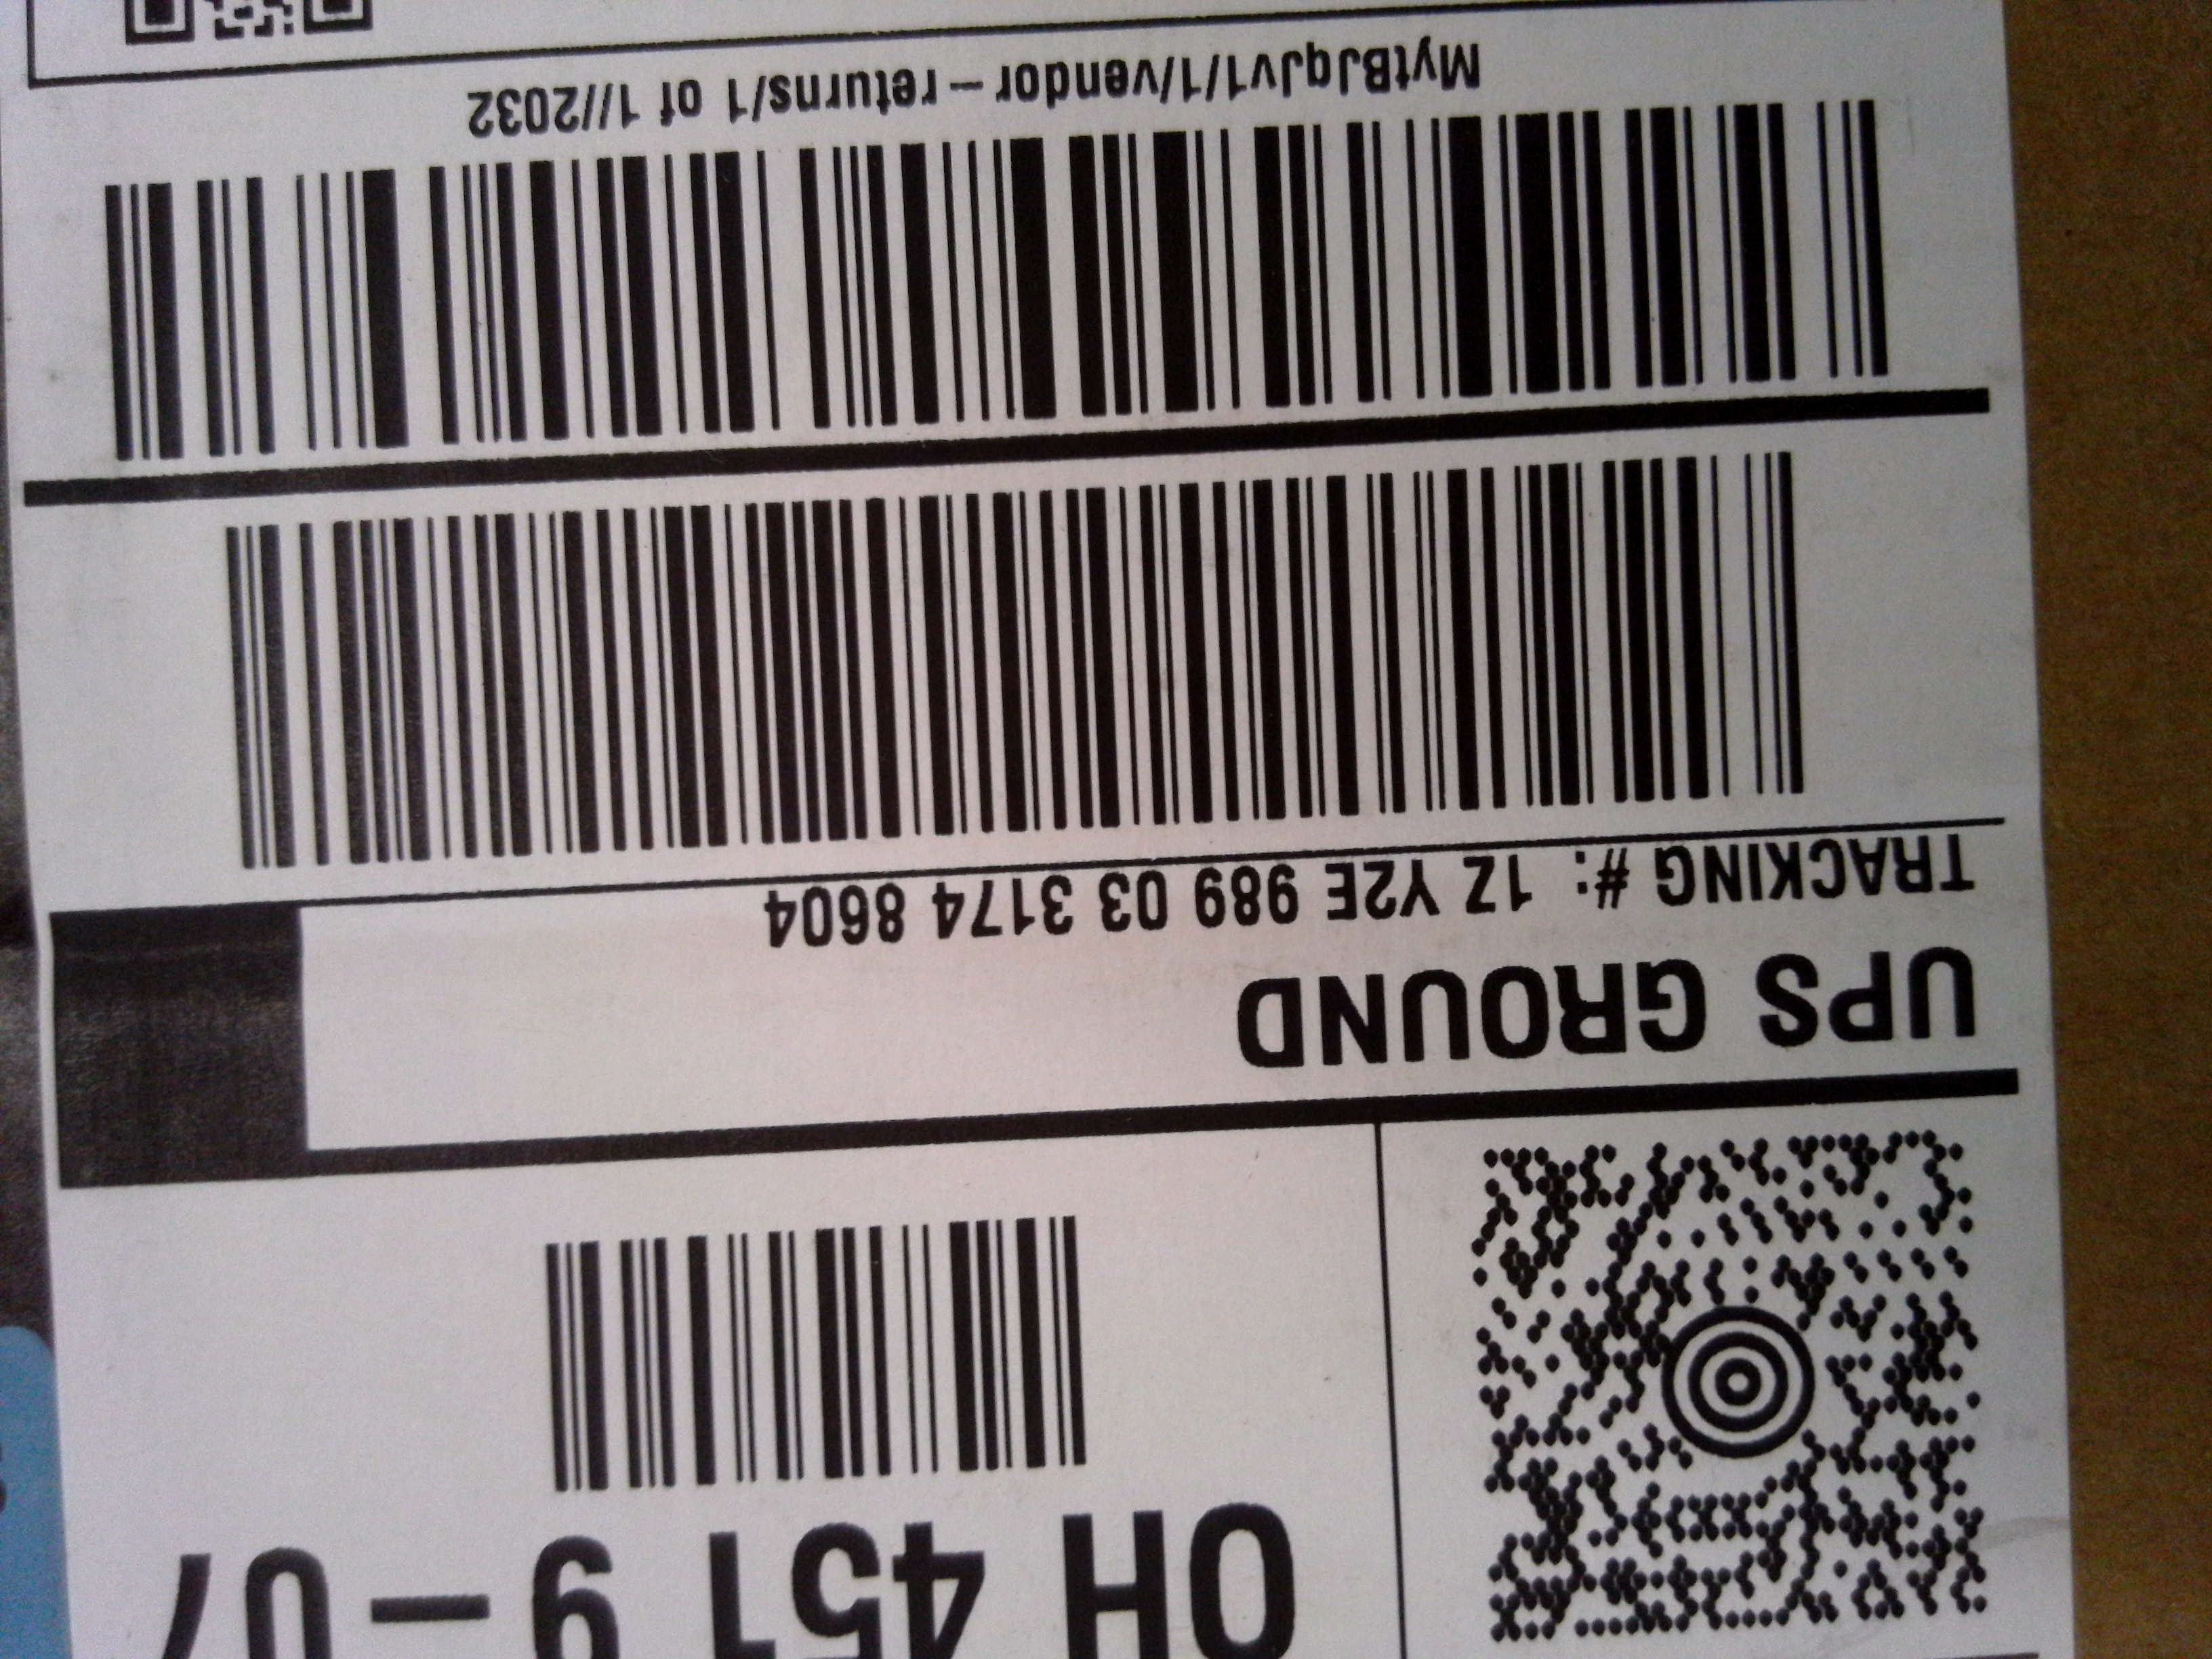 OH 451 9-07
UPS GROUND
TRACKING #: 1Z Y2E 989 03 3174 8604
MytBJqJv1/1/vendor-returns/1 of 1//2032